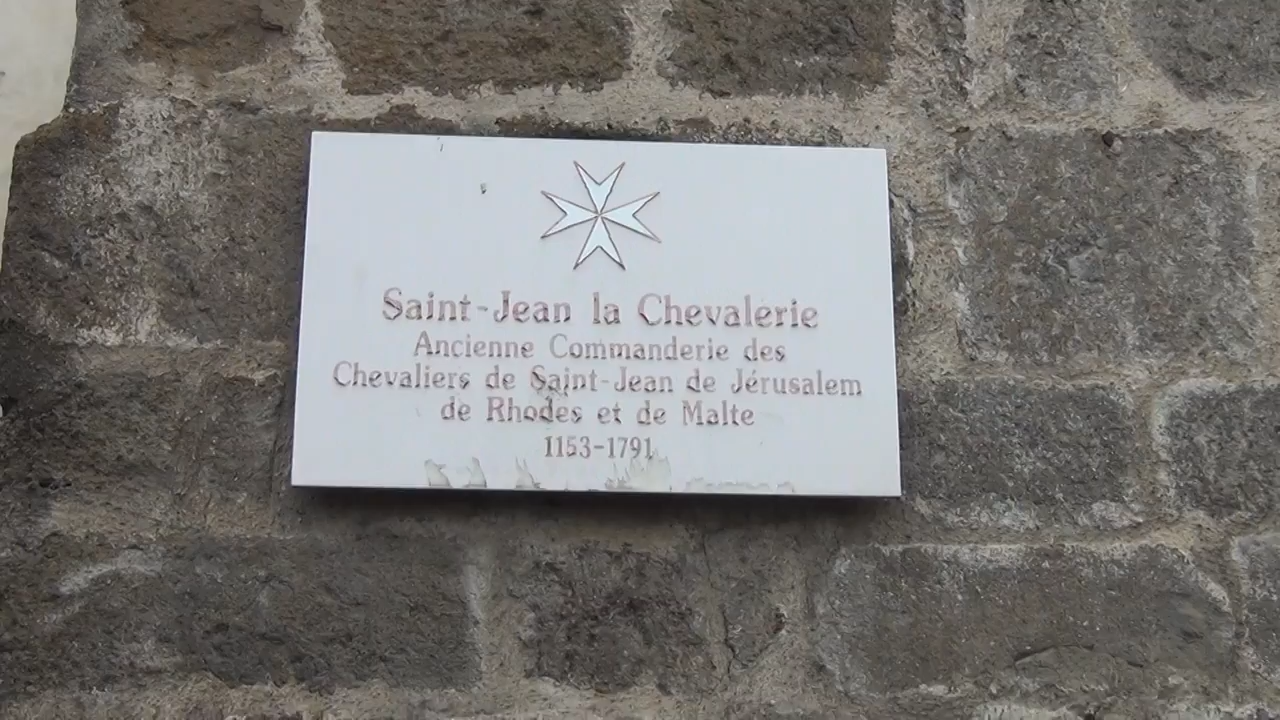 Saint-Jean la Chevalerie
Ancienne Commanderie des
Chevaliers de Saint-Jean de Jérusalem
de Rhodes et de Malte
1153-1791